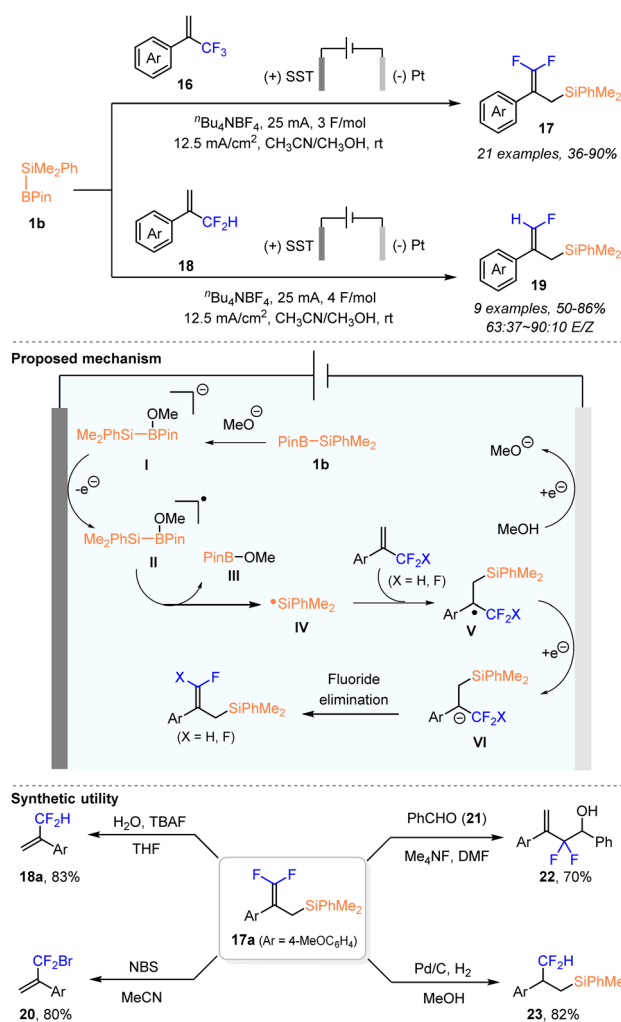 Ar
CF3
16
(+) SST
(-) Pt
nBu4NBF4, 25 mA, 3 F/mol
12.5 mA/cm2, CH3CN/CH3OH, rt
F
F
SiPhMe2
Ar
17
21 examples, 36-90%
SiMe2Ph
BPin
1b
Ar
CF2H
18
(+) SST
(-) Pt
nBu4NBF4, 25 mA, 4 F/mol
12.5 mA/cm2, CH3CN/CH3OH, rt
H
F
SiPhMe2
Ar
19
9 examples, 50-86%
63:37~90:10 E/Z
Proposed mechanism
OMe
Me2PhSi—BPin
⊖
I
MeO⊖
PinB—SiPhMe2
1b
-e⊖
OMe
Me2PhSi—BPin
•
II
PinB—OMe
III
•SiPhMe2
IV
Ar
CF2X
(X = H, F)
MeO⊖
+e⊖
MeOH
SiPhMe2
Ar
•
CF2X
V
+e⊖
SiPhMe2
Ar
⊖
CF2X
VI
Fluoride
elimination
X
F
SiPhMe2
Ar
(X = H, F)
Synthetic utility
CF2H
Ar
18a, 83%
H2O, TBAF
THF
PhCHO (21)
Me4NF, DMF
OH
Ar
Ph
F
F
22, 70%
F
F
SiPhMe2
Ar
17a (Ar = 4-MeOC6H4)
CF2Br
Ar
20, 80%
NBS
MeCN
Pd/C, H2
MeOH
CF2H
Ar
SiPhMe
23, 82%